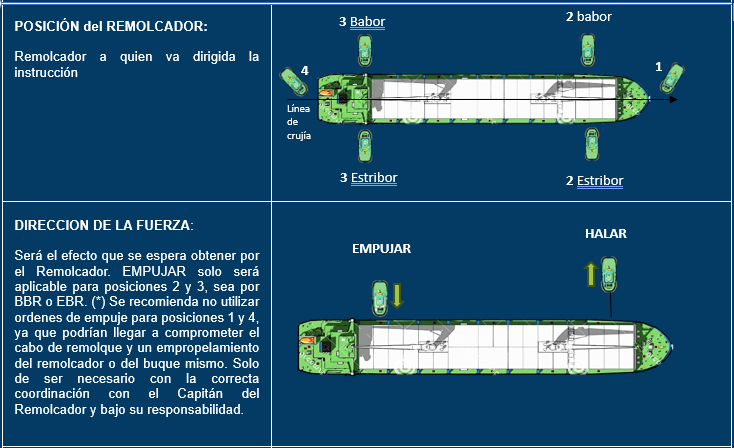 POSICIÓN del REMOLCADOR:
Remolcador a quien va dirigida la
instrucción
3 Babor
2 babor
4
1
Línea
de
crujía
3 Estribor
2 Estribor
DIRECCION DE LA FUERZA:
Será el efecto que se espera obtener por
el Remolcador. EMPUJAR solo será
aplicable para posiciones 2 y 3, sea por
BBR o EBR. (*) Se recomienda no utilizar
ordenes de empuje para posiciones 1 y 4,
ya que podrían llegar a comprometer el
cabo de remolque y un empropelamiento
del remolcador o del buque mismo. Solo
de ser necesario con la correcta
coordinación con el Capitán del
Remolcador y bajo su responsabilidad.
EMPUJAR
HALAR